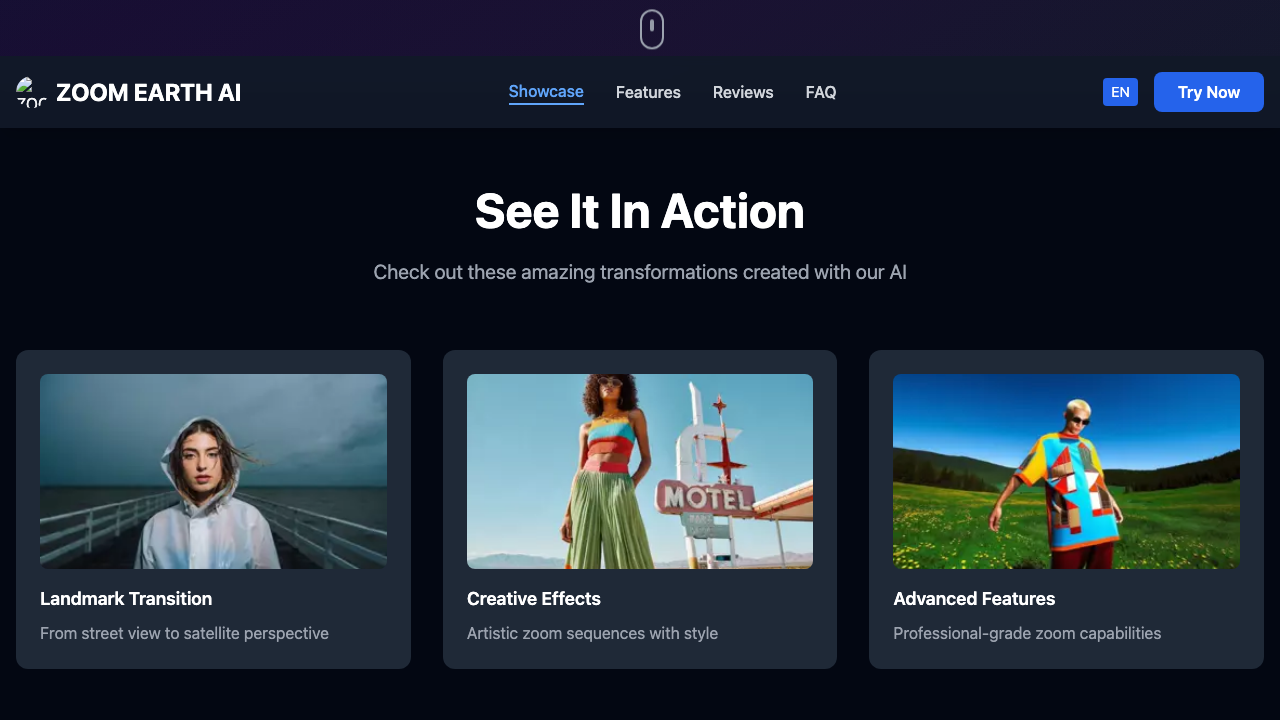 ZOOM EARTH AI
Showcase
Features
Reviews
FAQ
EN
Try Now
See It In Action
Check out these amazing transformations created with our AI
MOTEL
Landmark Transition
From street view to satellite perspective
Creative Effects
Artistic zoom sequences with style
Advanced Features
Professional-grade zoom capabilities